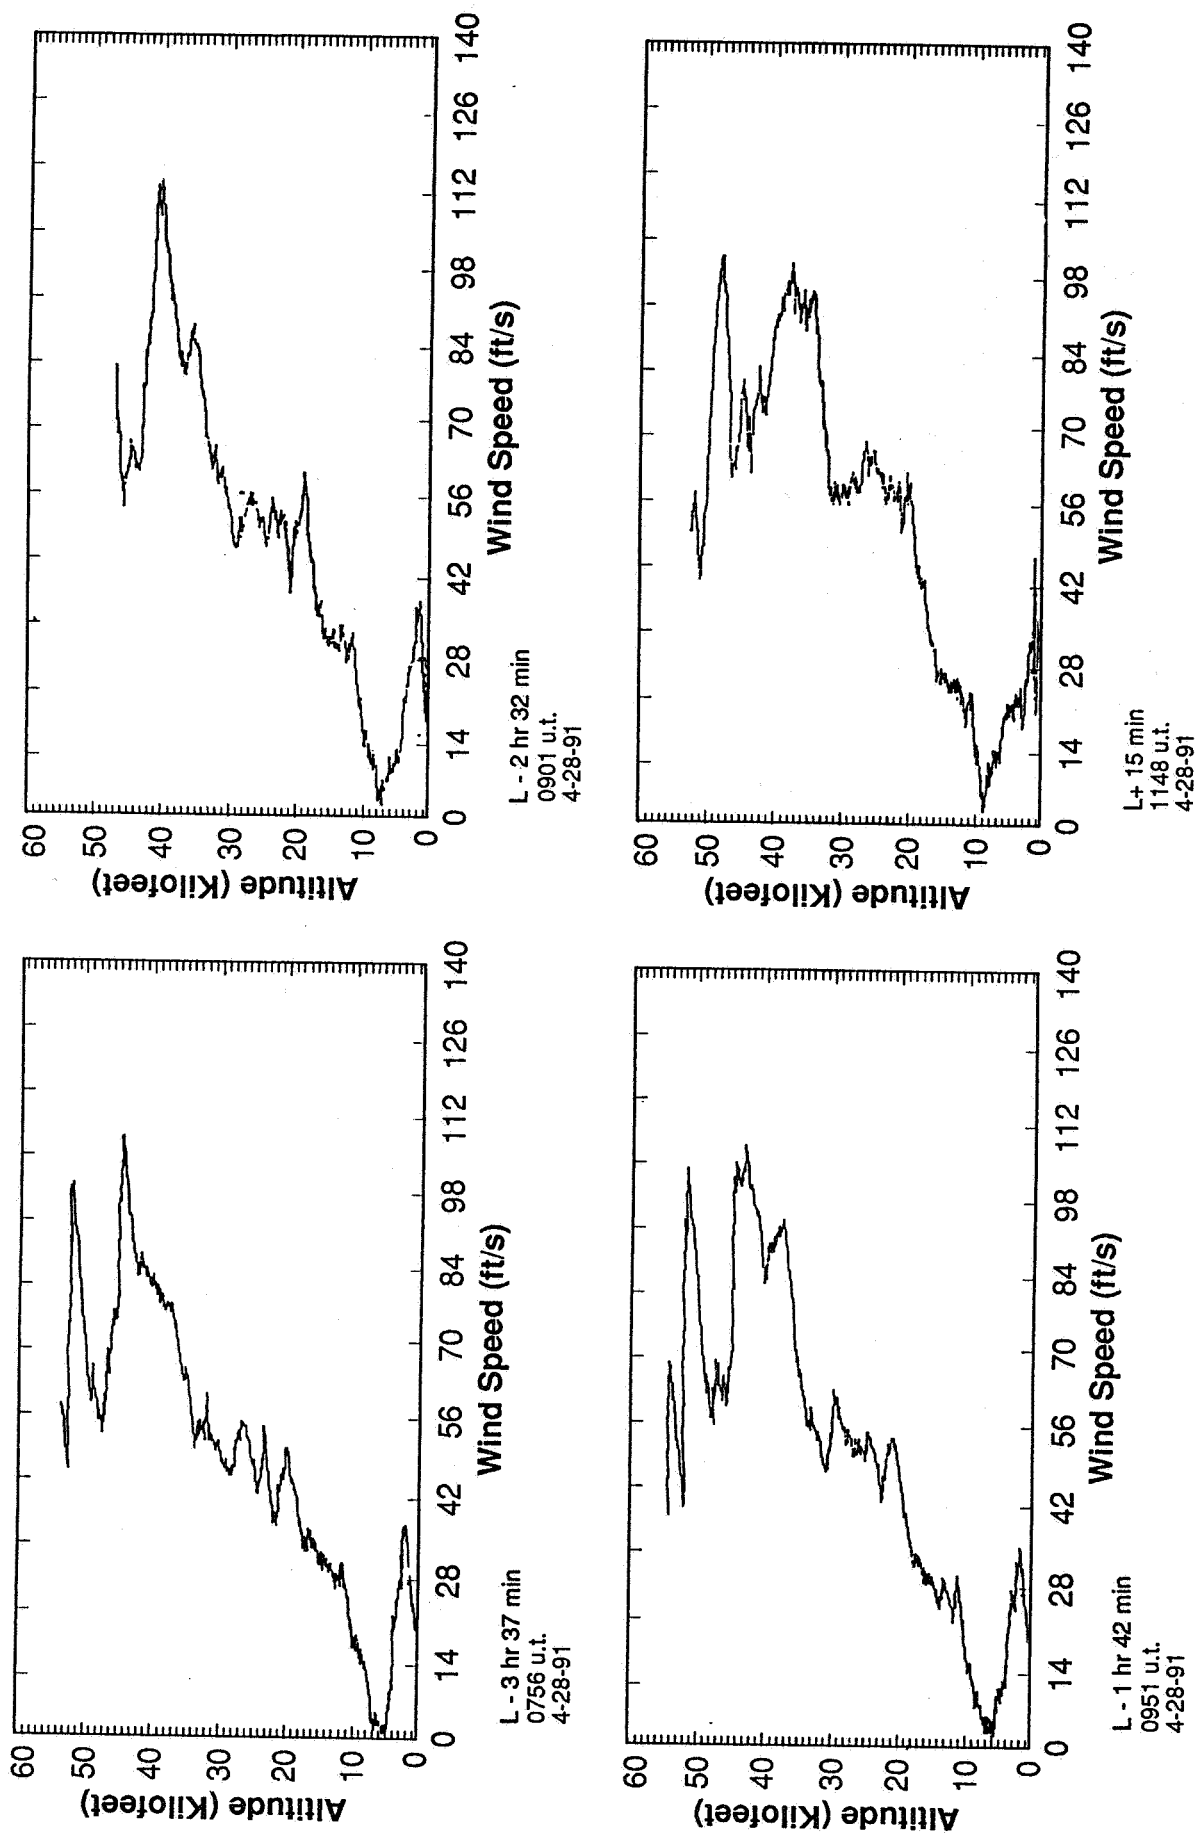 Altitude (Kilofeet)
60
50
40
30
20
10
0
0 14 28 42 56 70 84 98 112 126 140
Wind Speed (ft/s)
L - 3 hr 37 min
0756 u.t.
4-28-91
Altitude (Kilofeet)
60
50
40
30
20
10
0
0 14 28 42 56 70 84 98 112 126 140
Wind Speed (ft/s)
L - 2 hr 32 min
0901 u.t.
4-28-91
Altitude (Kilofeet)
60
50
40
30
20
10
0
0 14 28 42 56 70 84 98 112 126 140
Wind Speed (ft/s)
L - 1 hr 42 min
0951 u.t.
4-28-91
Altitude (Kilofeet)
60
50
40
30
20
10
0
0 14 28 42 56 70 84 98 112 126 140
Wind Speed (ft/s)
L+ 15 min
1148 u.t.
4-28-91